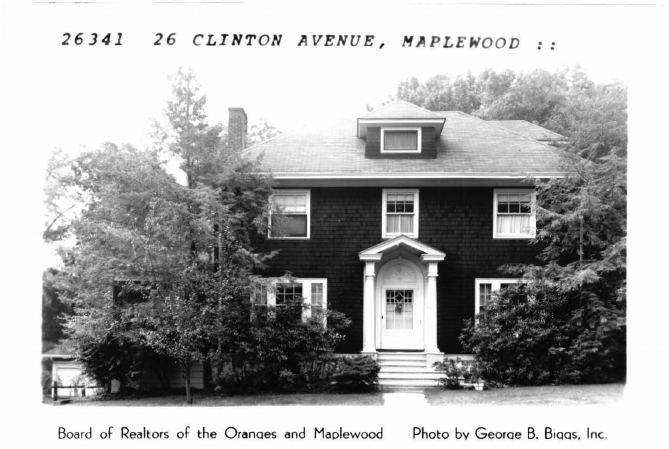 26341 26 CLINTON AVENUE, MAPLEWOOD ::
Board of Realtors of the Oranges and Maplewood Photo by George B. Biggs, Inc.